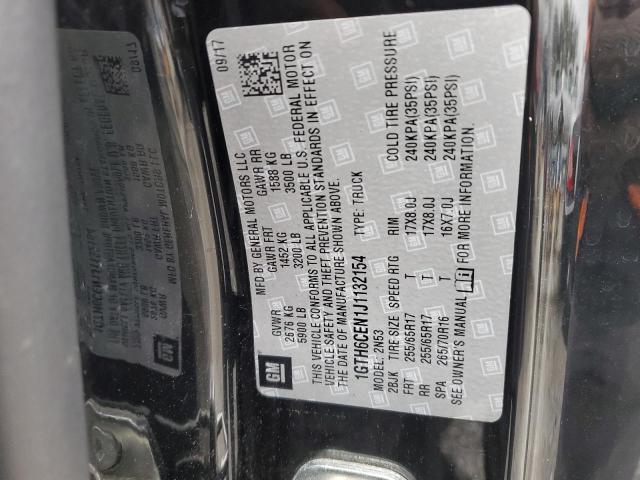 GM
MFD BY GENERAL MOTORS LLC
09/17
GVWR GAWR FRT GAWR RR
2676 KG 1452 KG 1588 KG
5900 LB 3200 LB 3500 LB
THIS VEHICLE CONFORMS TO ALL APPLICABLE U.S. FEDERAL MOTOR
VEHICLE SAFETY AND THEFT PREVENTION STANDARDS IN EFFECT ON
THE DATE OF MANUFACTURE SHOWN ABOVE.
1GTH6CEN1J1132154 TYPE: TRUCK
MODEL: 2N53
2BJK TIRE SIZE SPEED RTG RIM COLD TIRE PRESSURE
FRT 255/65R17 T 17X8.0J 240KPA(35PSI)
RR 255/65R17 T 17X8.0J 240KPA(35PSI)
SPA 265/70R16 T 16X7.0J 240KPA(35PSI)
SEE OWNER'S MANUAL FOR MORE INFORMATION.